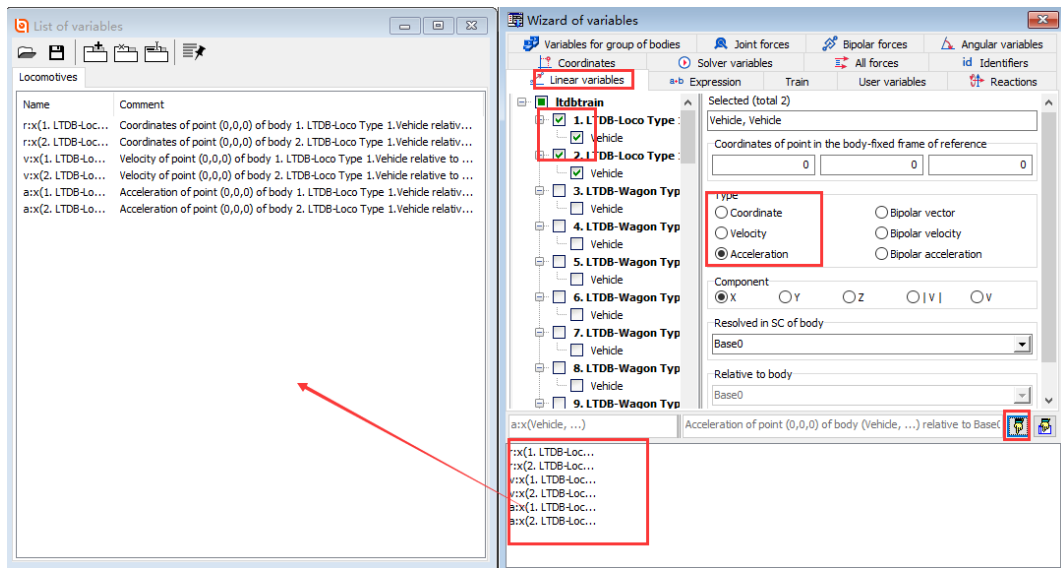 List of variables
Locomotives
Name Comment
r:x(1. LTDB-Loc... Coordinates of point (0,0,0) of body 1. LTDB-Loco Type 1.Vehicle relativ...
r:x(2. LTDB-Loc... Coordinates of point (0,0,0) of body 2. LTDB-Loco Type 1.Vehicle relativ...
v:x(1. LTDB-Lo... Velocity of point (0,0,0) of body 1. LTDB-Loco Type 1.Vehicle relative to ...
v:x(2. LTDB-Lo... Velocity of point (0,0,0) of body 2. LTDB-Loco Type 1.Vehicle relative to ...
a:x(1. LTDB-Lo... Acceleration of point (0,0,0) of body 1. LTDB-Loco Type 1.Vehicle relativ...
a:x(2. LTDB-Lo... Acceleration of point (0,0,0) of body 2. LTDB-Loco Type 1.Vehicle relativ...
Wizard of variables
Variables for group of bodies Joint forces Bipolar forces Angular variables
Coordinates Solver variables All forces id Identifiers
Linear variables a+b Expression Train User variables Reactions
ltdbtrain
1. LTDB-Loco Type
Vehicle
2. LTDB-Loco Type
Vehicle
3. LTDB-Wagon Typ
Vehicle
4. LTDB-Wagon Typ
Vehicle
5. LTDB-Wagon Typ
Vehicle
6. LTDB-Wagon Typ
Vehicle
7. LTDB-Wagon Typ
Vehicle
8. LTDB-Wagon Typ
Vehicle
9. LTDB-Wagon Typ
Selected (total 2)
Vehicle, Vehicle
Coordinates of point in the body-fixed frame of reference
0 0 0
Type
Coordinate Bipolar vector
Velocity Bipolar velocity
Acceleration Bipolar acceleration
Component
X Y Z | V | V
Resolved in SC of body
Base0
Relative to body
Base0
a:x(Vehicle, ...) Acceleration of point (0,0,0) of body (Vehicle, ...) relative to Base0
r:x(1. LTDB-Loc...
r:x(2. LTDB-Loc...
v:x(1. LTDB-Loc...
v:x(2. LTDB-Loc...
a:x(1. LTDB-Loc...
a:x(2. LTDB-Loc...